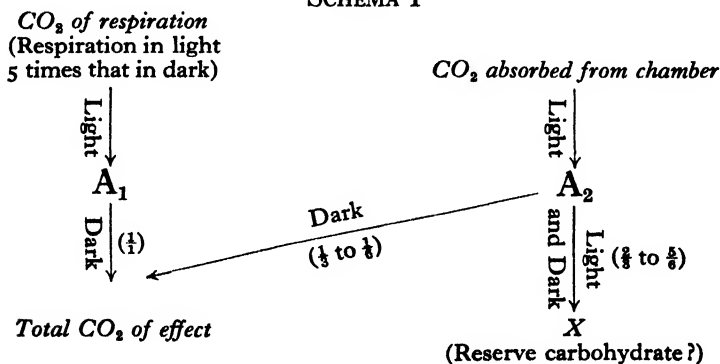 SCHEMA I
CO₂ of respiration
(Respiration in light
5 times that in dark)
CO₂ absorbed from chamber
Light
Light
A₁
A₂
Dark
(1/1)
Dark
(1/3 to 1/6)
Light
and Dark
(2/3 to 5/6)
Total CO₂ of effect
X
(Reserve carbohydrate?)